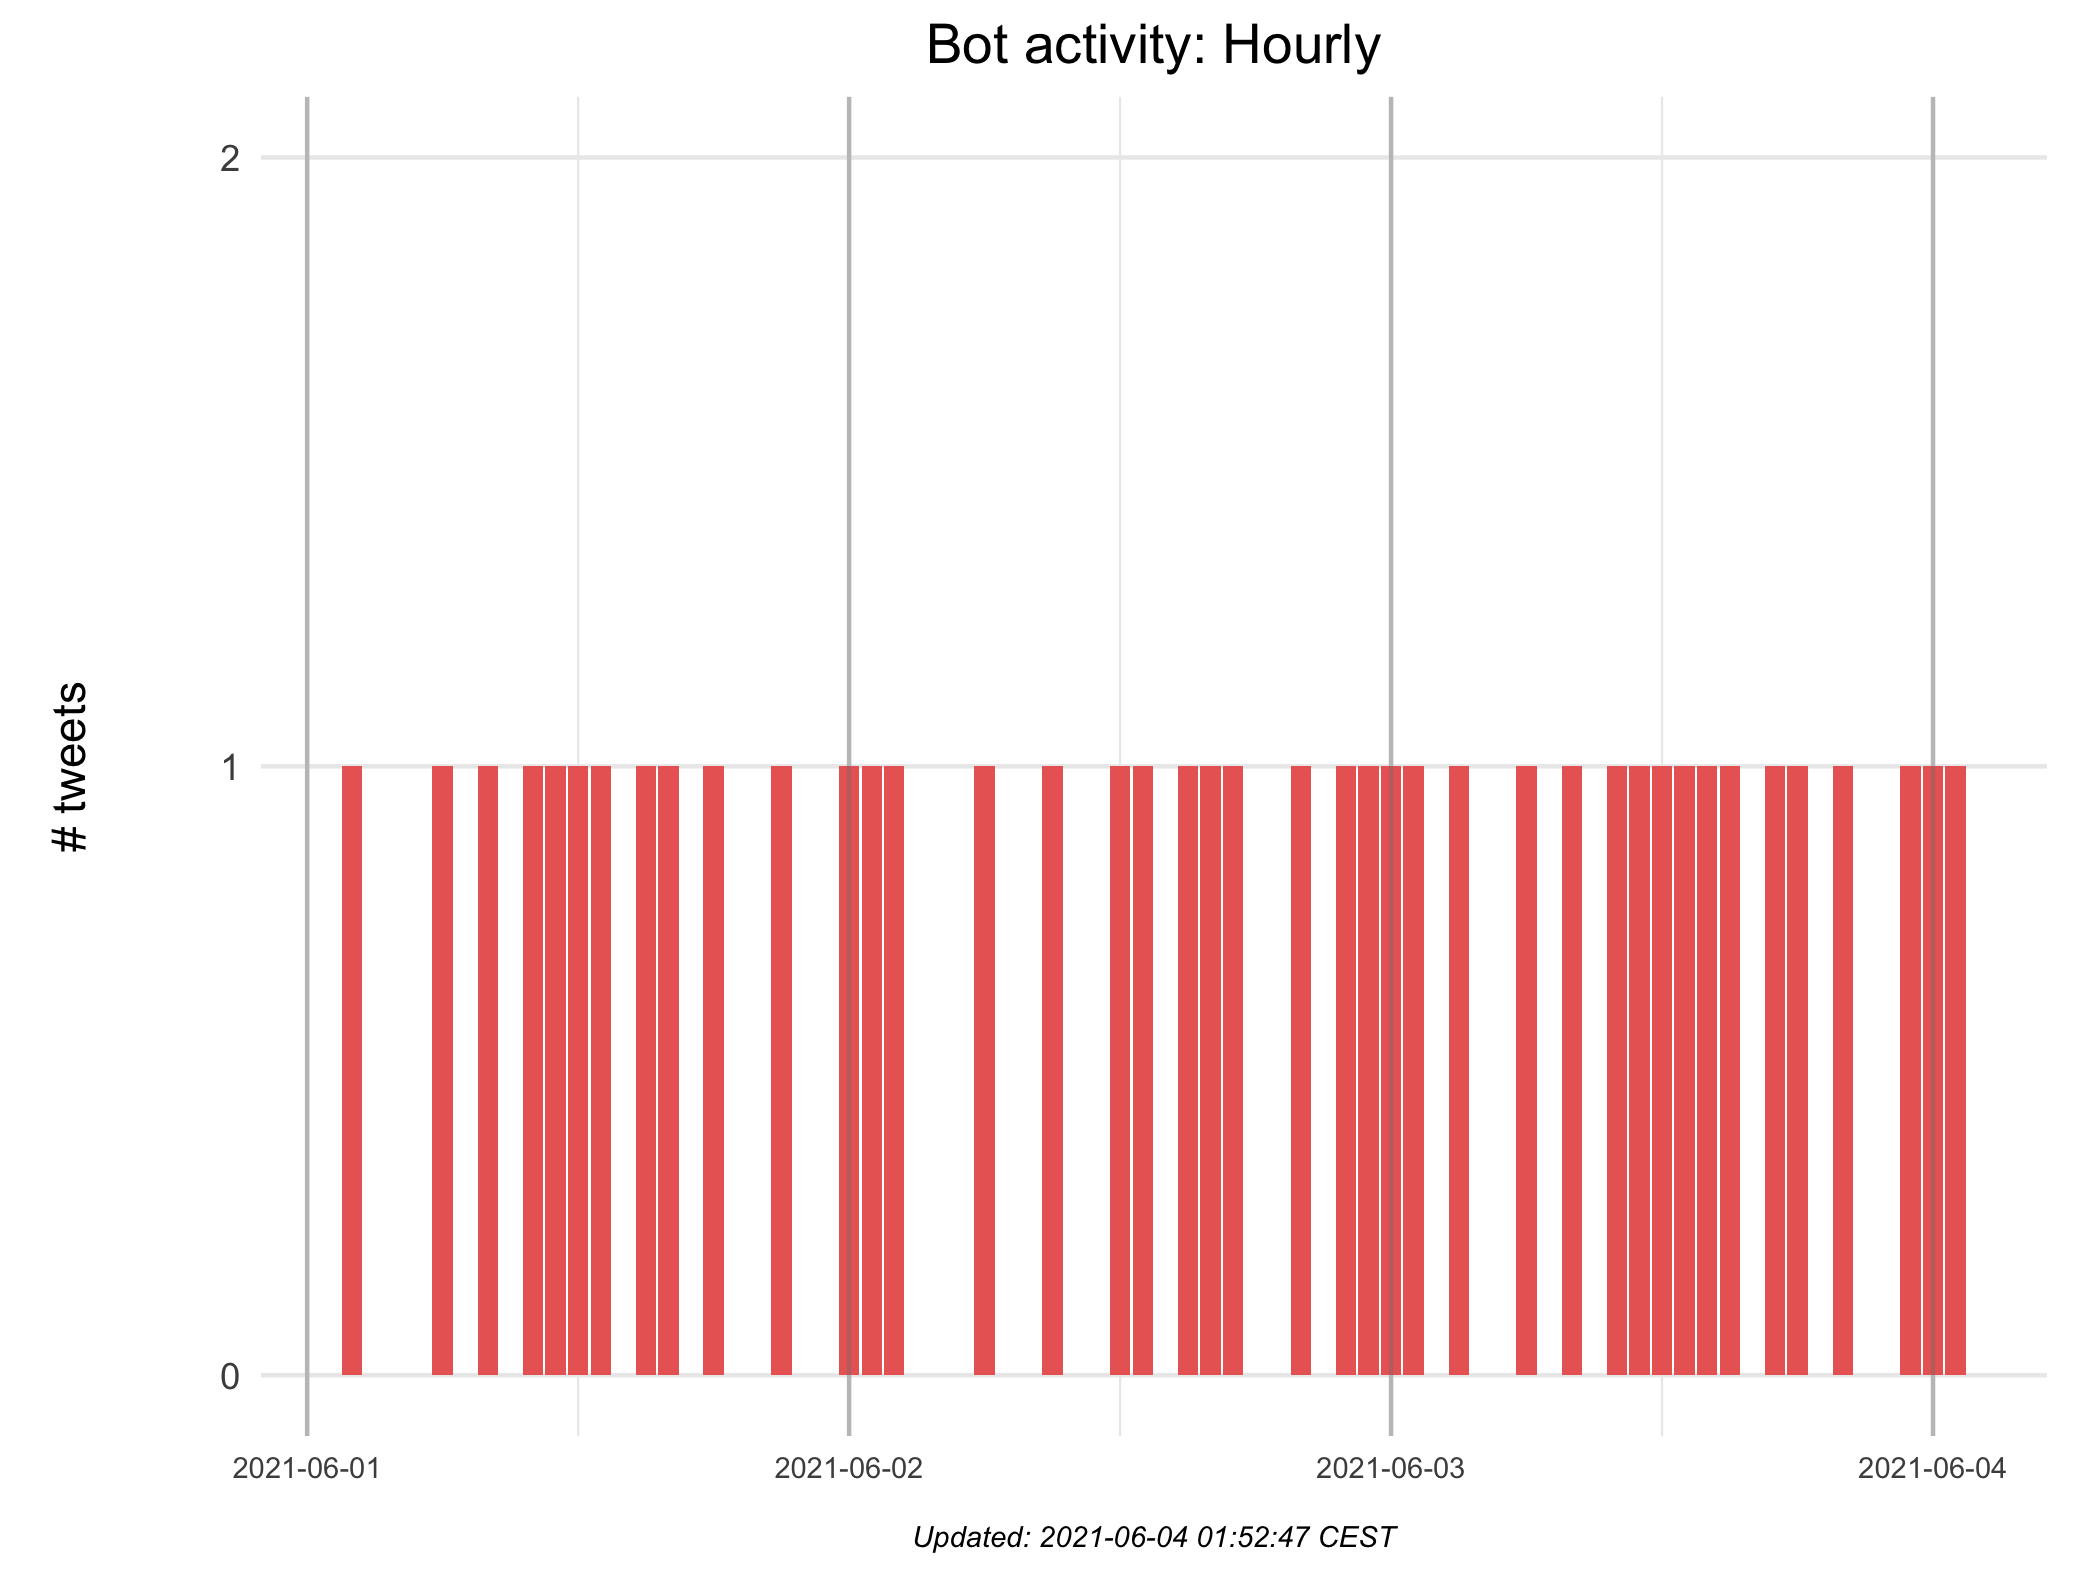 Bot activity: Hourly
2
1
0
# tweets
2021-06-01 2021-06-02 2021-06-03 2021-06-04
Updated: 2021-06-04 01:52:47 CEST